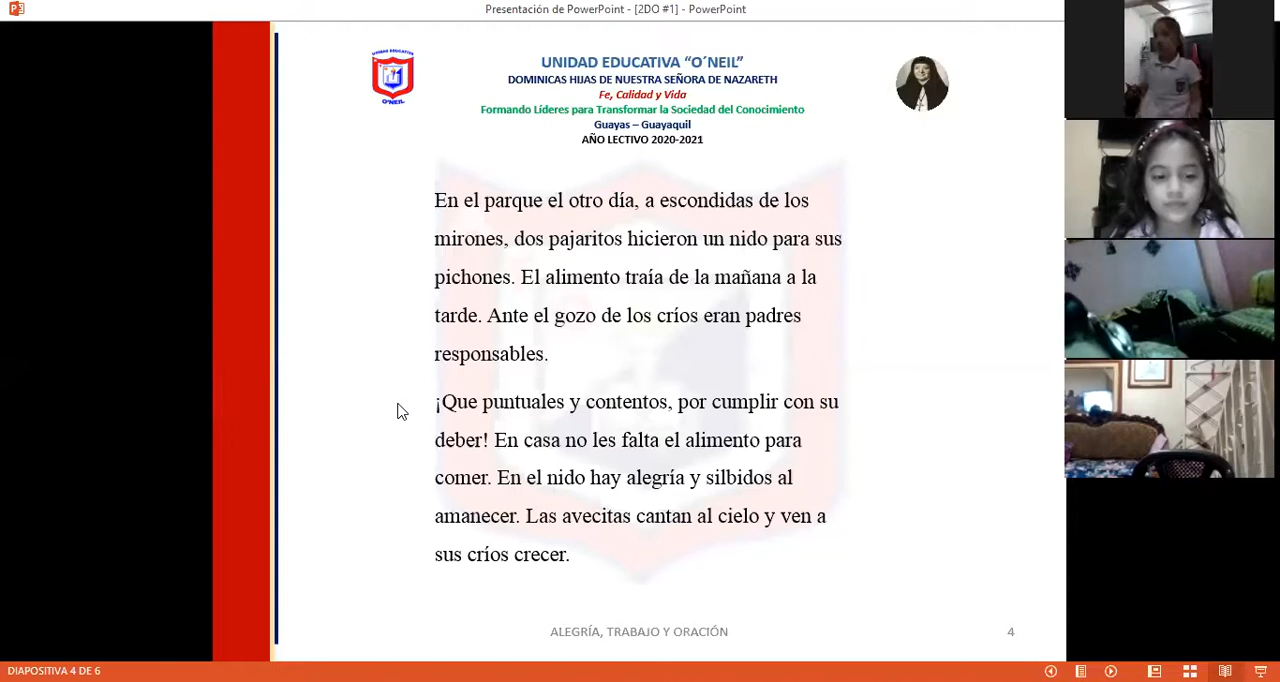 Presentación de PowerPoint - [2DO #1] - PowerPoint
UNIDAD EDUCATIVA
O´NEIL
UNIDAD EDUCATIVA “O´NEIL”
DOMINICAS HIJAS DE NUESTRA SEÑORA DE NAZARETH
Fe, Calidad y Vida
Formando Líderes para Transformar la Sociedad del Conocimiento
Guayas – Guayaquil
AÑO LECTIVO 2020-2021
En el parque el otro día, a escondidas de los
mirones, dos pajaritos hicieron un nido para sus
pichones. El alimento traía de la mañana a la
tarde. Ante el gozo de los críos eran padres
responsables.
¡Que puntuales y contentos, por cumplir con su
deber! En casa no les falta el alimento para
comer. En el nido hay alegría y silbidos al
amanecer. Las avecitas cantan al cielo y ven a
sus críos crecer.
ALEGRÍA, TRABAJO Y ORACIÓN
4
DIAPOSITIVA 4 DE 6